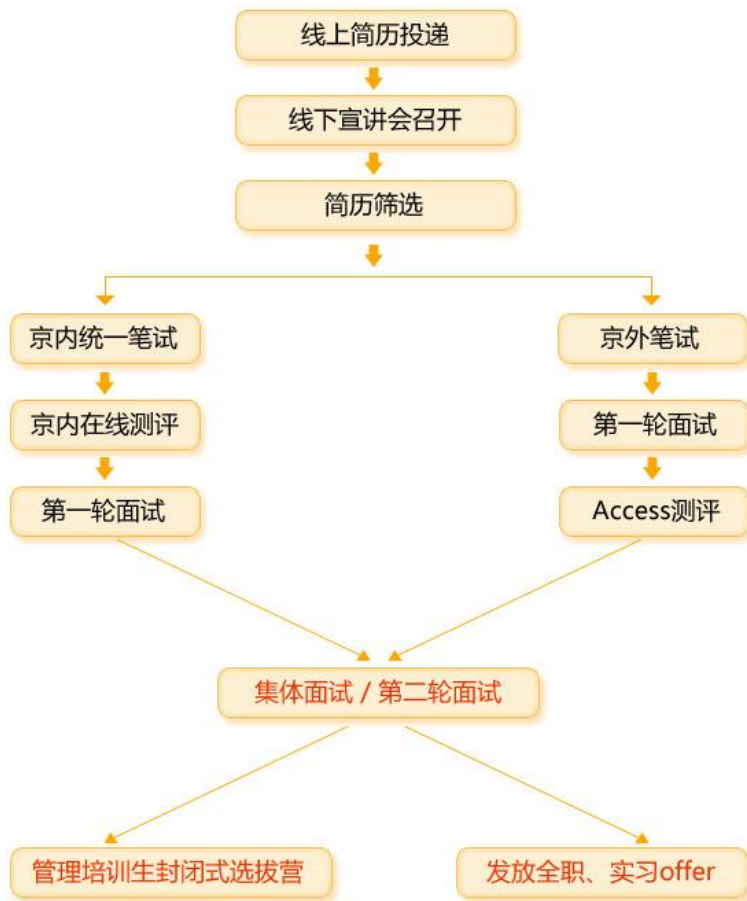 线上简历投递
线下宣讲会召开
简历筛选
京内统一笔试
京外笔试
京内在线测评
第一轮面试
第一轮面试
Access测评
集体面试 / 第二轮面试
管理培训生封闭式选拔营
发放全职、实习offer